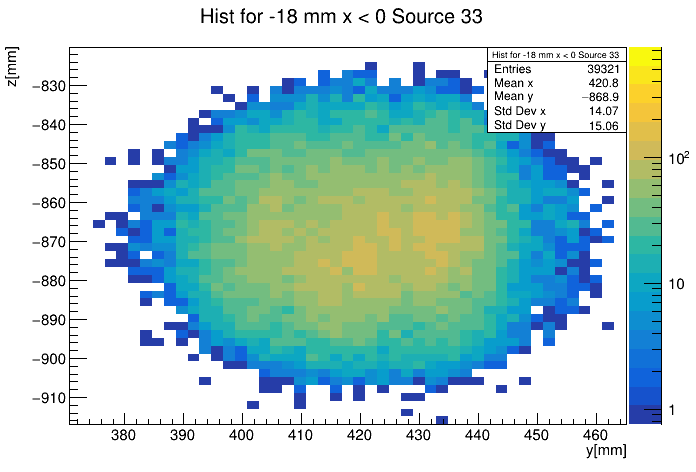 Hist for -18 mm x < 0 Source 33
z[mm]
Hist for -18 mm x < 0 Source 33
Entries 39321
Mean x 420.8
Mean y −868.9
Std Dev x 14.07
Std Dev y 15.06
−830
−840
−850
−860
−870
−880
−890
−900
−910
10²
10
1
380 390 400 410 420 430 440 450 460
y[mm]